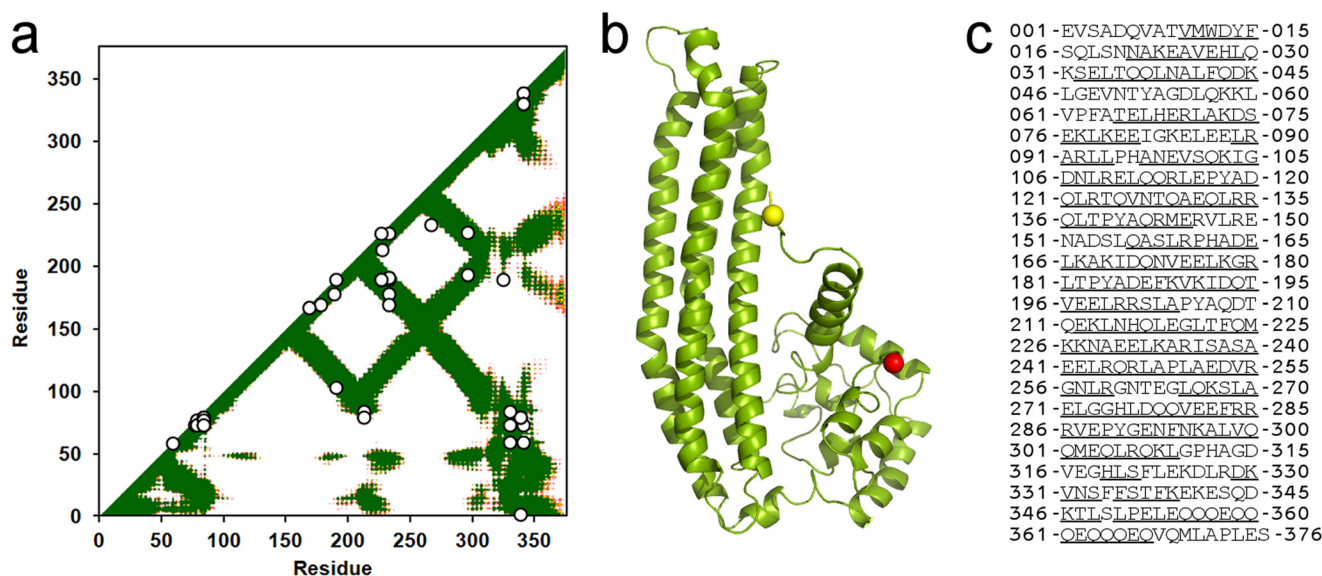 a
b
c
350
300
250
200
150
100
50
0
Residue
0 50 100 150 200 250 300 350
Residue
001 -EVSADQVATVMWDYF-015
016 -SQLSNNAKEAVEHLQ-030
031 -KSELTQQLNALFQDK-045
046 -LGEVNTYAGDLQKKL-060
061 -VPFATELHERLAKDS-075
076 -EKLKEEIGKELEELR-090
091 -ARLLPHANEVSQKIG-105
106 -DNLRELQQRLEPYAD-120
121 -QLRTQVNTQAEQLRR-135
136 -QLTPYAQRMERVLRE-150
151 -NADSLQASLRPHADE-165
166 -LKAKIDQNVEELKGR-180
181 -LTPYADEFKVKIDQT-195
196 -VEELRRSLAPYAQDT-210
211 -QEKLNHQLEGLTFQM-225
226 -KKNAEELKARISASA-240
241 -EELRQRLAPLAEDVR-255
256 -GNLRGNTEGLQKSLA-270
271 -ELGGHLDQQVEEFRR-285
286 -RVEPYGENFNKALVQ-300
301 -QMEQLRQKLGPHAGD-315
316 -VEGHLSFLEKDLRDK-330
331 -VNSFFSTFKEKESQD-345
346 -KTLSLPELEQQQEQQ-360
361 -QEQQQEQVQMLAPLES-376